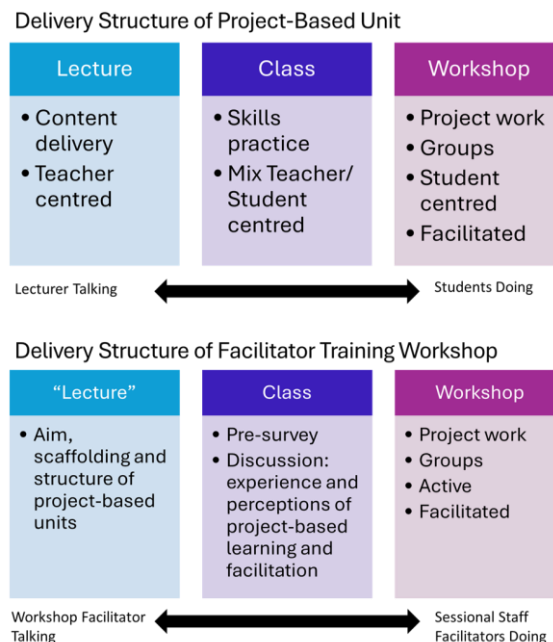 Delivery Structure of Project-Based Unit
Lecture
• Content
delivery
• Teacher
centred
Class
• Skills
practice
• Mix Teacher/
Student
centred
Workshop
• Project work
• Groups
• Student
centred
• Facilitated
Lecturer Talking
Students Doing
Delivery Structure of Facilitator Training Workshop
"Lecture"
• Aim,
scaffolding and
structure of
project-based
units
Class
• Pre-survey
• Discussion:
experience and
perceptions of
project-based
learning and
facilitation
Workshop
• Project work
• Groups
• Active
• Facilitated
Workshop Facilitator
Talking
Sessional Staff
Facilitators Doing